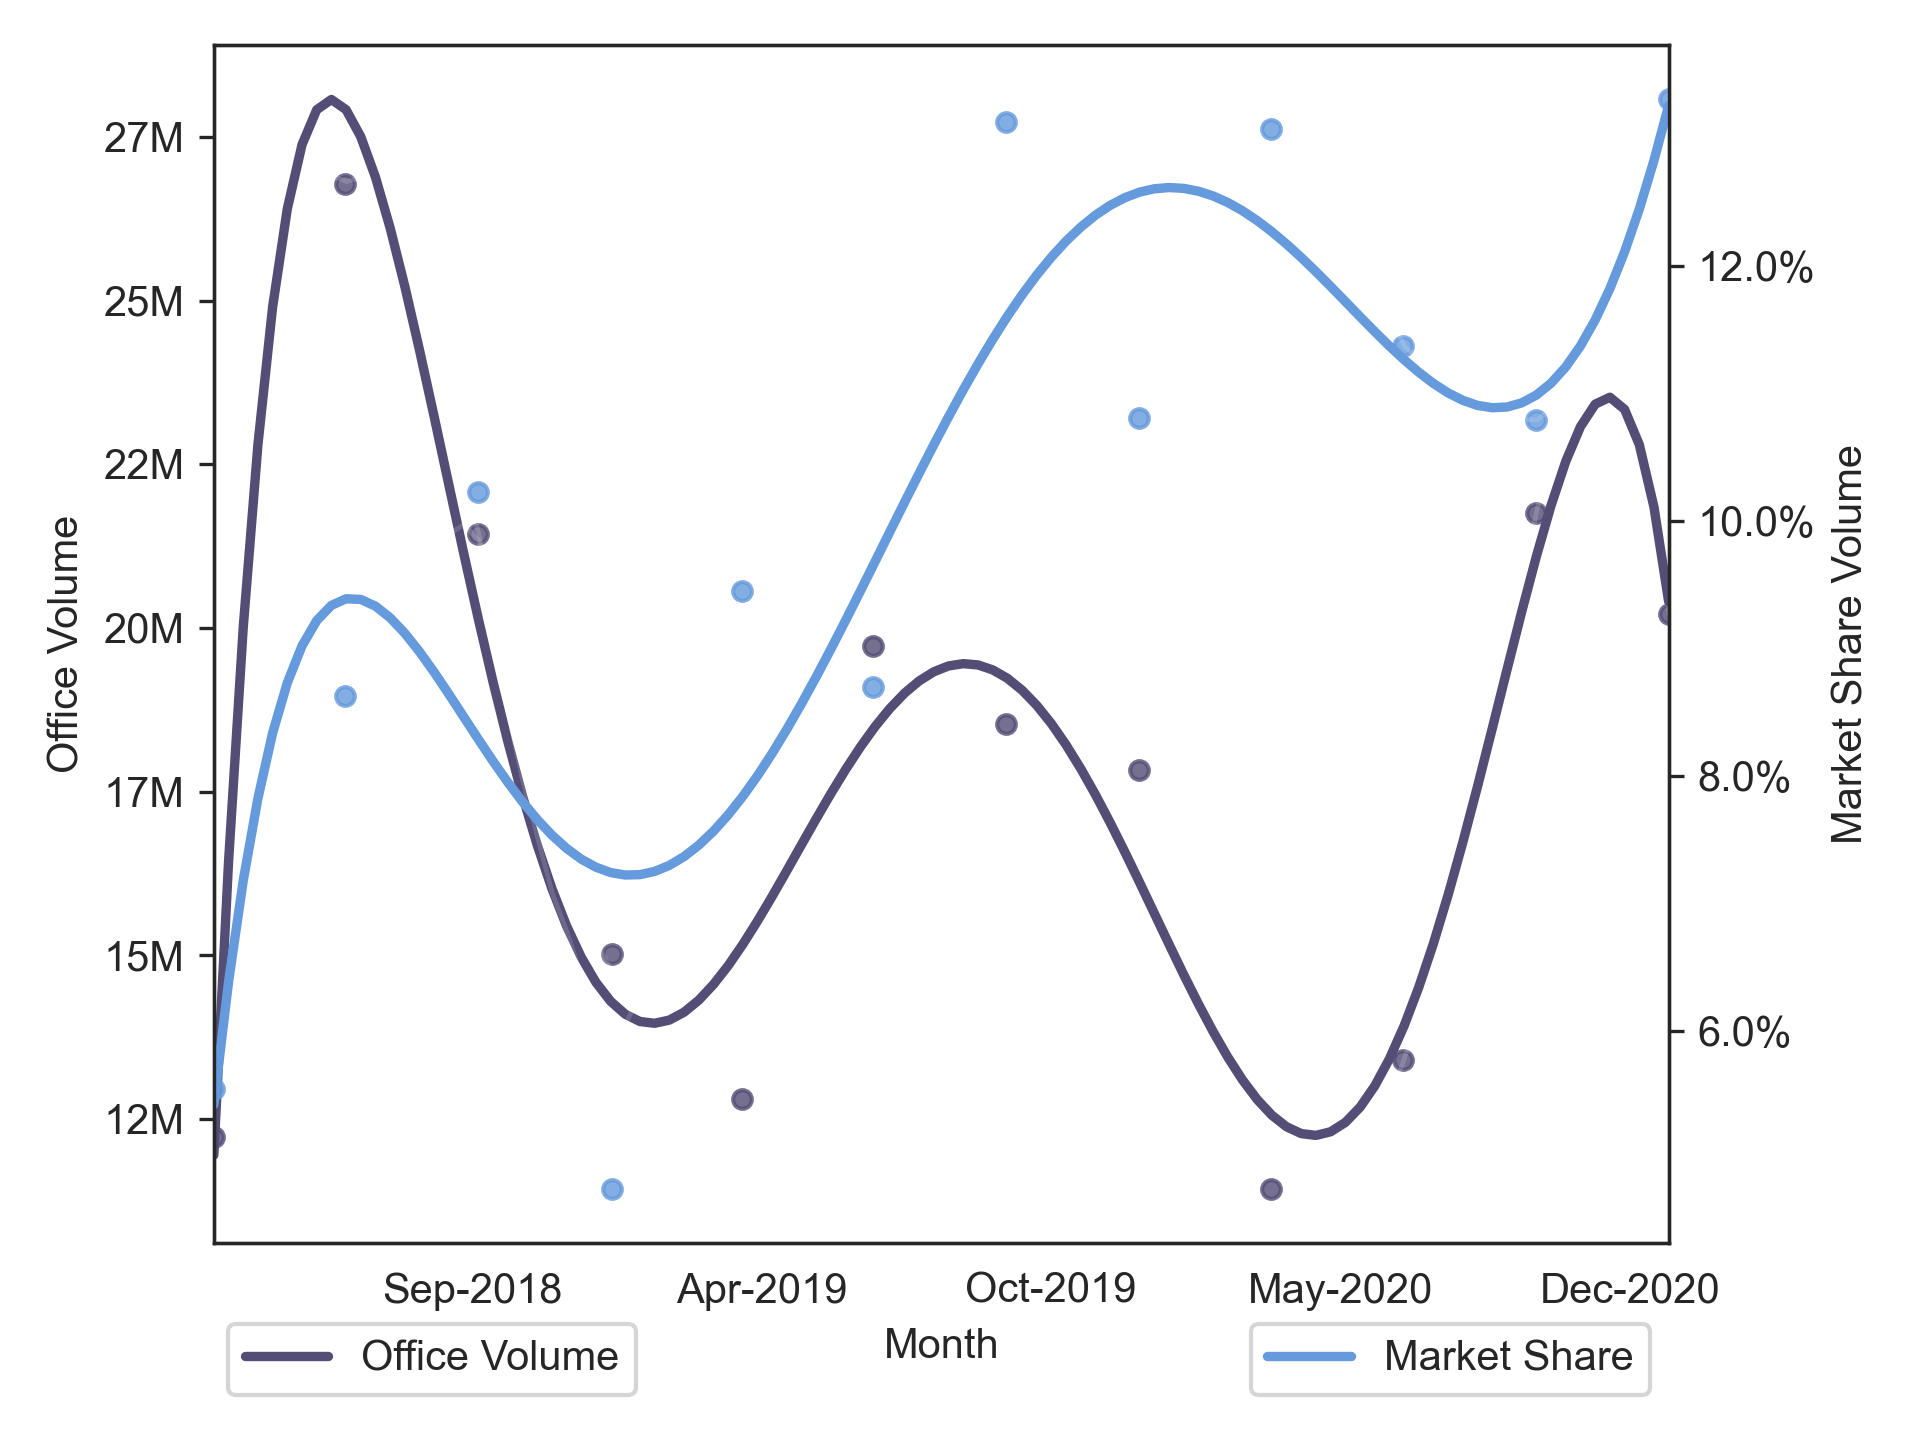 27M
25M
22M
20M
17M
15M
12M
Office Volume
12.0%
10.0%
8.0%
6.0%
Market Share Volume
Sep-2018 Apr-2019 Oct-2019 May-2020 Dec-2020
Month
Office Volume
Market Share